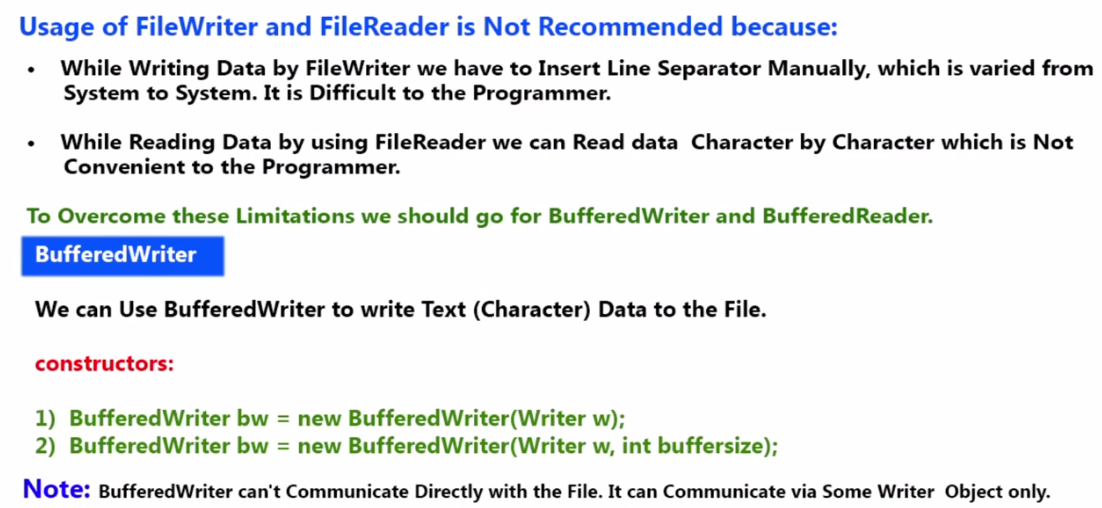 Usage of FileWriter and FileReader is Not Recommended because:
• While Writing Data by FileWriter we have to Insert Line Separator Manually, which is varied from
System to System. It is Difficult to the Programmer.
• While Reading Data by using FileReader we can Read data Character by Character which is Not
Convenient to the Programmer.
To Overcome these Limitations we should go for BufferedWriter and BufferedReader.
BufferedWriter
We can Use BufferedWriter to write Text (Character) Data to the File.
constructors:
1) BufferedWriter bw = new BufferedWriter(Writer w);
2) BufferedWriter bw = new BufferedWriter(Writer w, int buffersize);
Note: BufferedWriter can't Communicate Directly with the File. It can Communicate via Some Writer Object only.